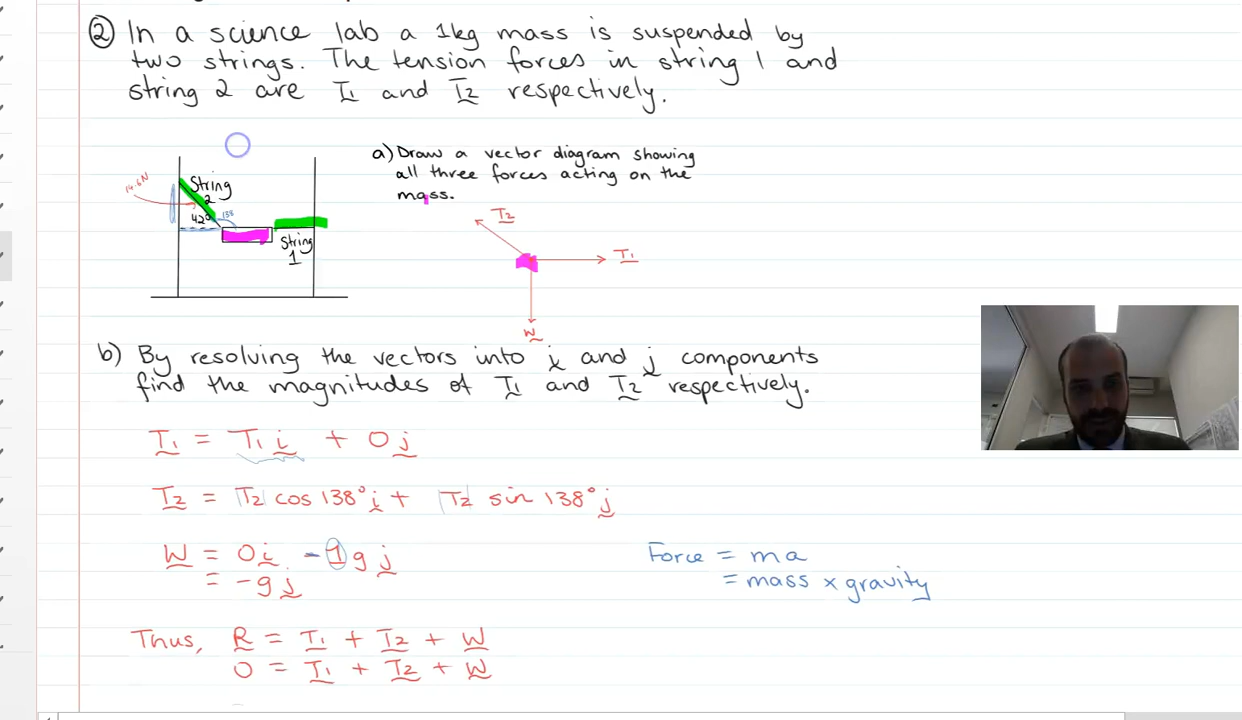 ② In a science lab a 1kg mass is suspended by
two strings. The tension forces in string 1 and
string 2 are T1 and T2 respectively.
14.6N
String
2
42°
138
String
1
a) Draw a vector diagram showing
all three forces acting on the
mass.
T2
T1
W
b) By resolving the vectors into i and j components
find the magnitudes of T1 and T2 respectively.
T1 = T1 i + 0 j
T2 = T2 cos 138° i + T2 sin 138° j
W = 0 i - 1 g j
= -g j
Force = ma
= mass × gravity
Thus, R = T1 + T2 + W
0 = T1 + T2 + W